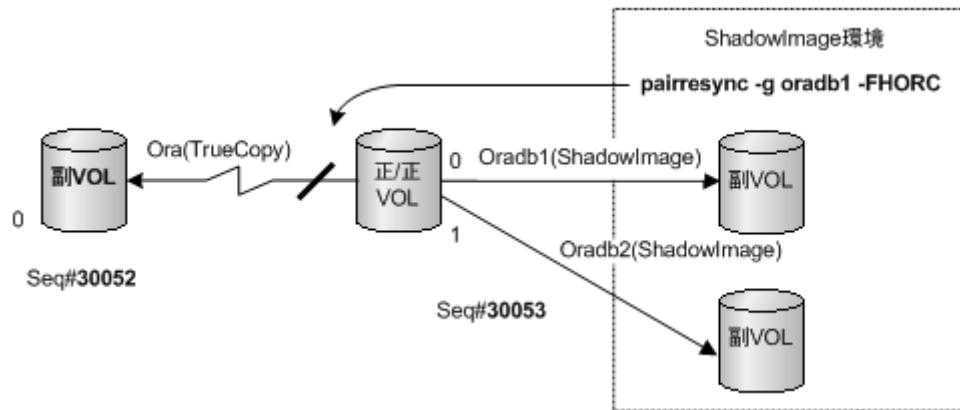 ShadowImage環境
pairresync -g oradb1 -FHORC
Ora(TrueCopy)
副VOL
0
Seq#30052
正/正
VOL
0
1
Oradb1(ShadowImage)
副VOL
Oradb2(ShadowImage)
Seq#30053
副VOL